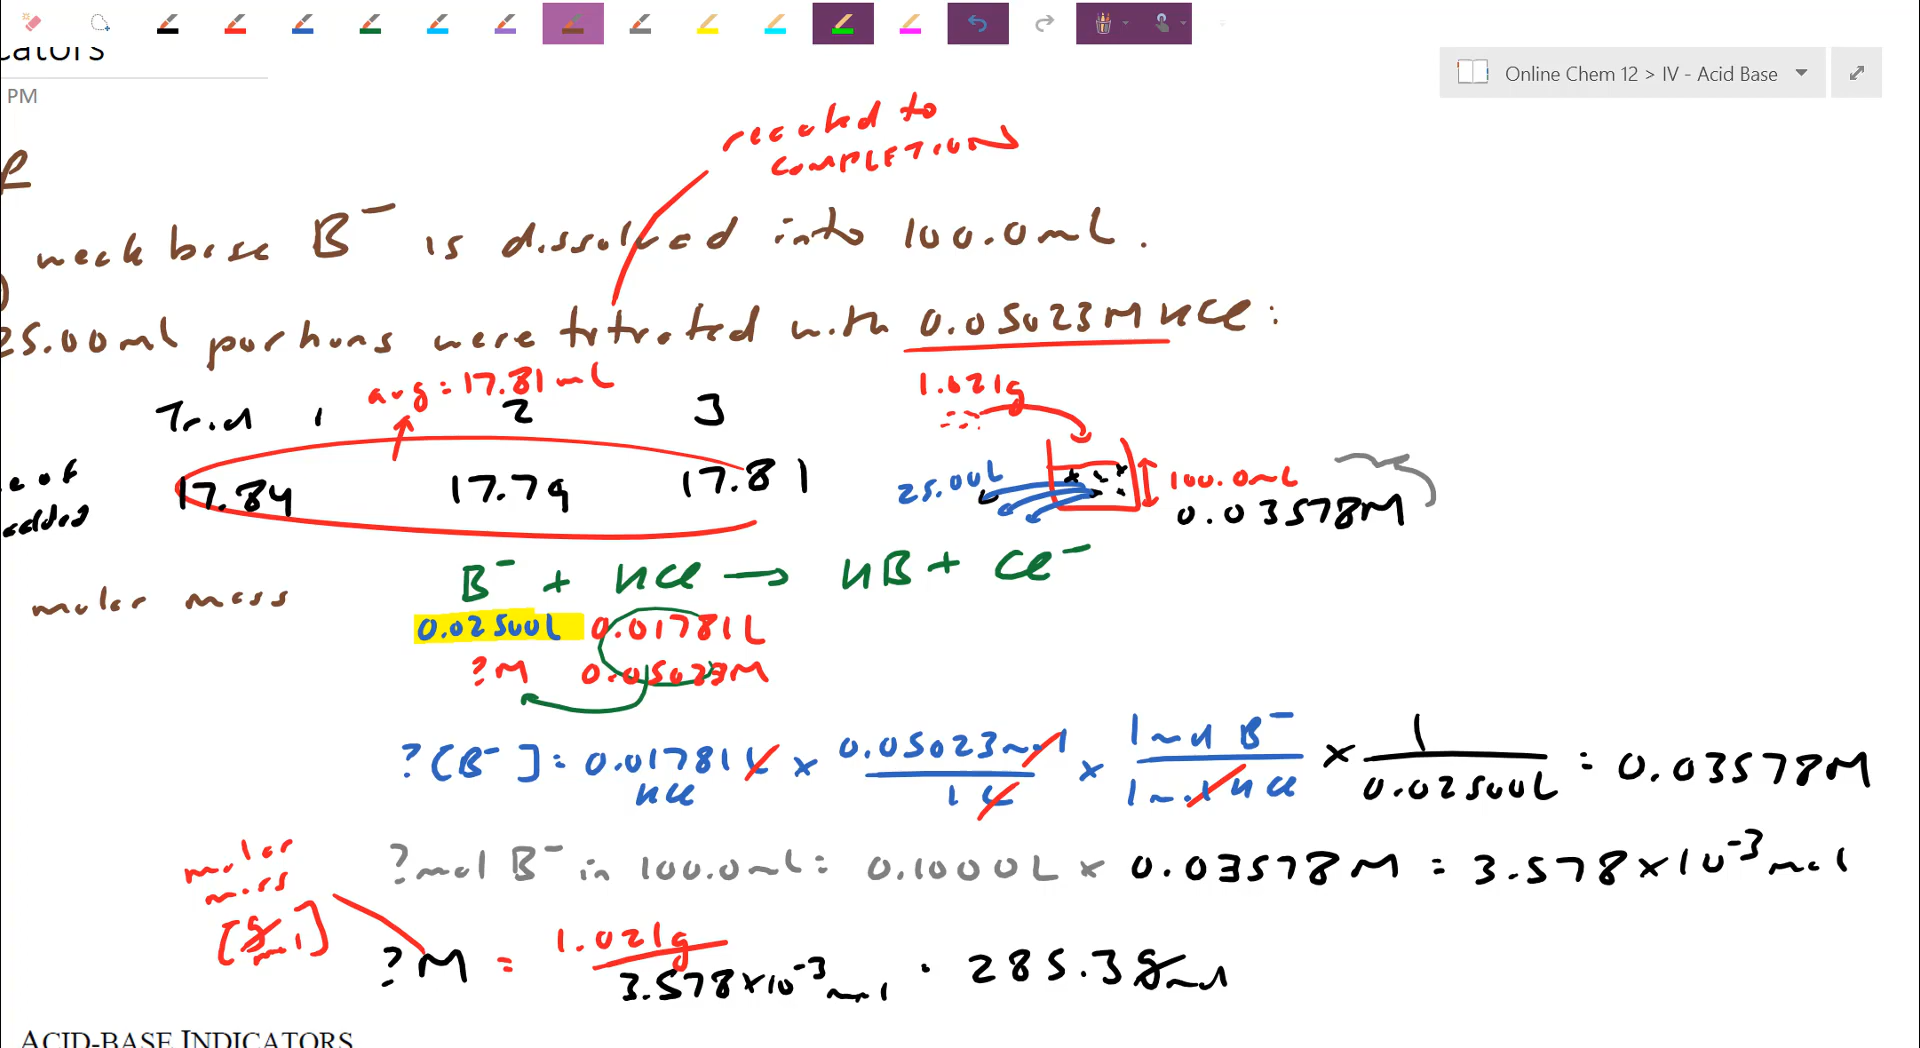 cators
PM
Online Chem 12 > IV - Acid Base
reacted to
COMPLETION
weak base B⁻ is dissolved into 100.0mL.
25.00mL portions were titrated with 0.05023M HCl:
avg = 17.81mL
1.021g
Trial 1 2 3
17.84 17.79 17.81
e of
added
25.00L
100.0mL
0.03578M
B⁻ + HCl → HB + Cl⁻
molar mass
0.02500L 0.01781L
?M 0.05023M
?[B⁻] = 0.01781L HCl × 0.05023mol / 1L × 1mol B⁻ / 1mol HCl × 1 / 0.02500L = 0.03578M
?mol B⁻ in 100.0mL = 0.1000L × 0.03578M = 3.578×10⁻³mol
molar
mass
[g/mol]
?M = 1.021g / 3.578×10⁻³mol = 285.3g/mol
ACID-BASE INDICATORS